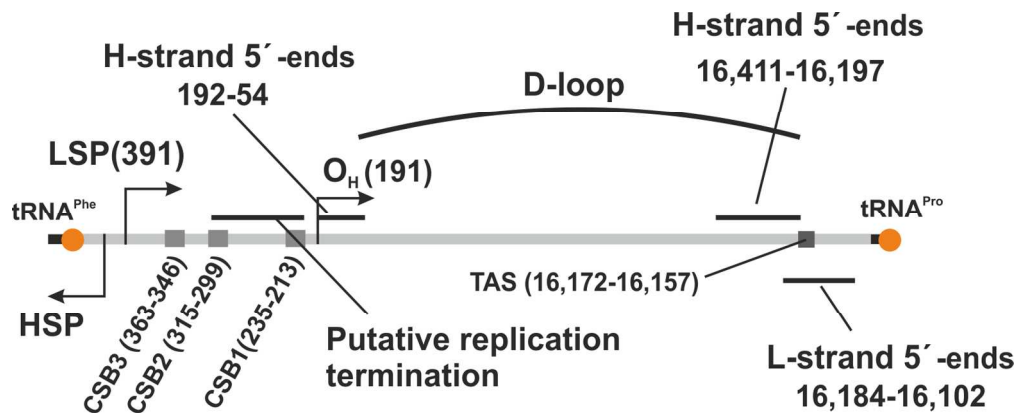 H-strand 5´-ends
192-54
H-strand 5´-ends
16,411-16,197
D-loop
LSP(391)
OH (191)
tRNAPhe
tRNAPro
HSP
CSB3 (363-346)
CSB2 (315-299)
CSB1(235-213)
TAS (16,172-16,157)
Putative replication
termination
L-strand 5´-ends
16,184-16,102